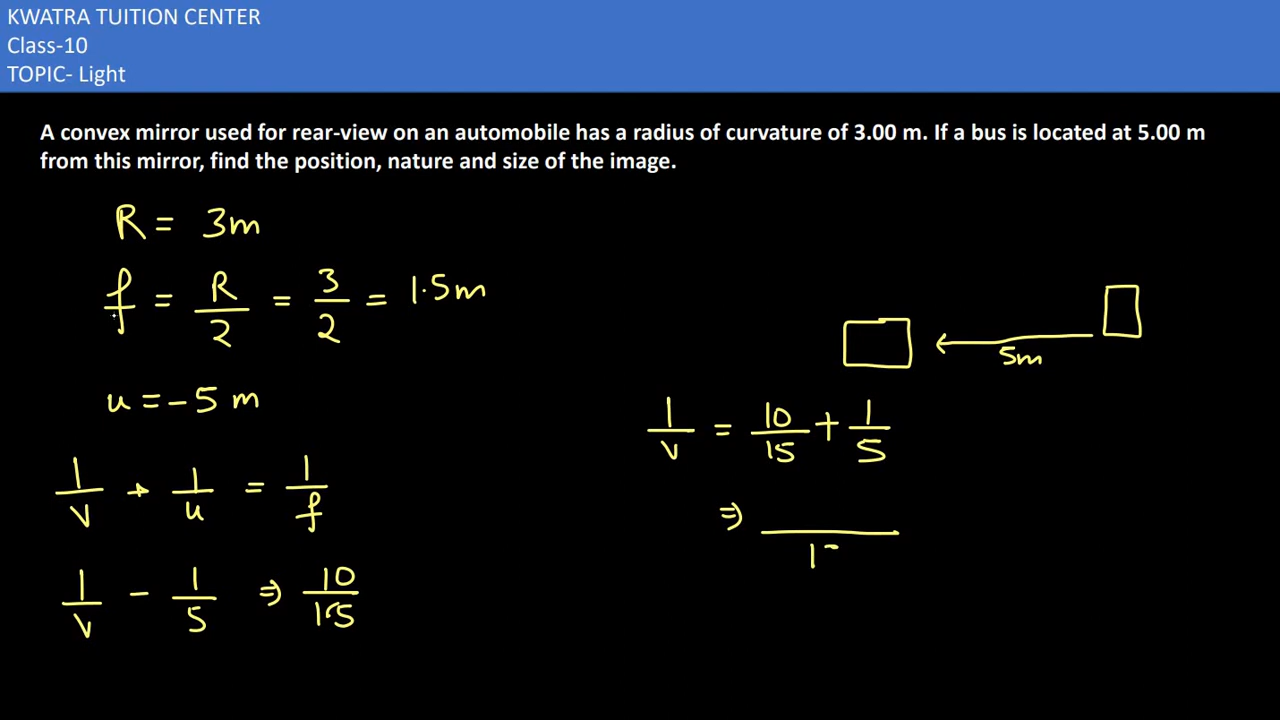 KWATRA TUITION CENTER
Class-10
TOPIC- Light
A convex mirror used for rear-view on an automobile has a radius of curvature of 3.00 m. If a bus is located at 5.00 m
from this mirror, find the position, nature and size of the image.
R = 3m
f = R/2 = 3/2 = 1.5m
u = -5 m
1/v + 1/u = 1/f
1/v - 1/5 ⇒ 10/15
5m
1/v = 10/15 + 1/5
⇒ /1